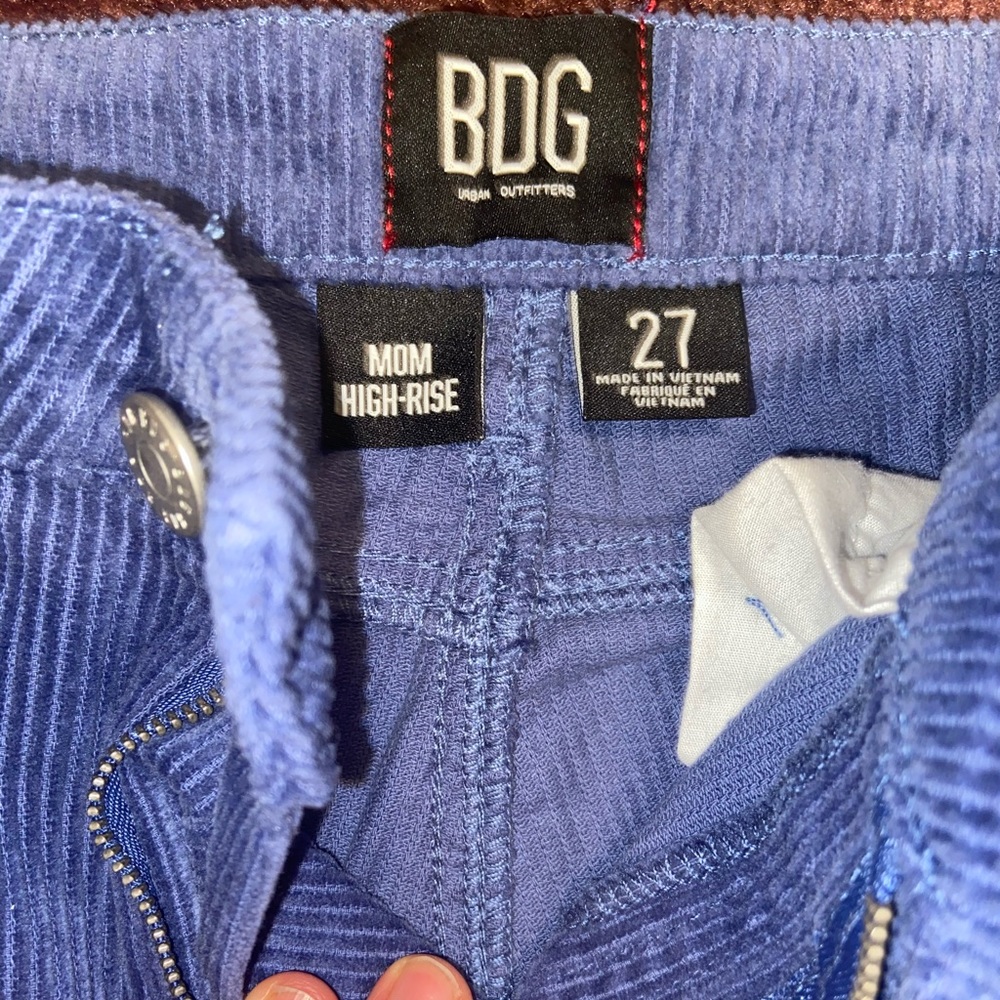 BDG
URBAN OUTFITTERS
MOM
HIGH-RISE
27
MADE IN VIETNAM
FABRIQUÉ EN
VIETNAM